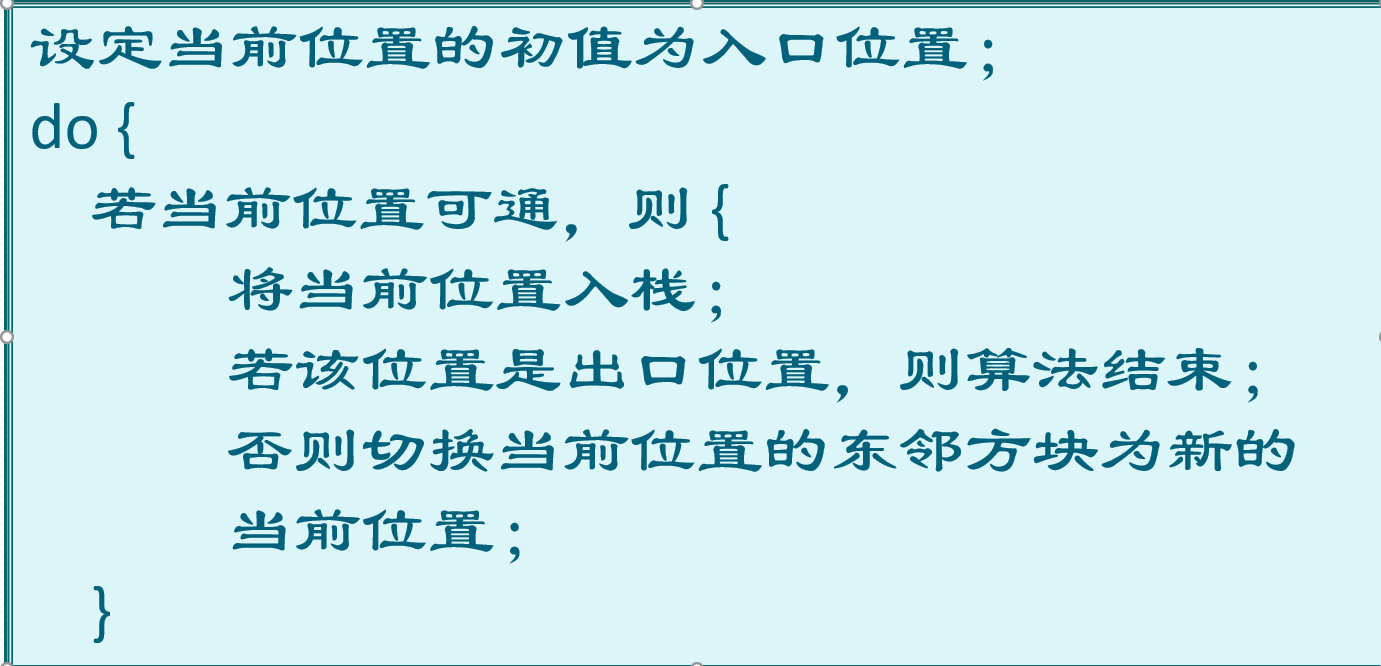 设定当前位置的初值为入口位置;
do {
若当前位置可通，则 {
将当前位置入栈;
若该位置是出口位置，则算法结束;
否则切换当前位置的东邻方块为新的
当前位置;
}